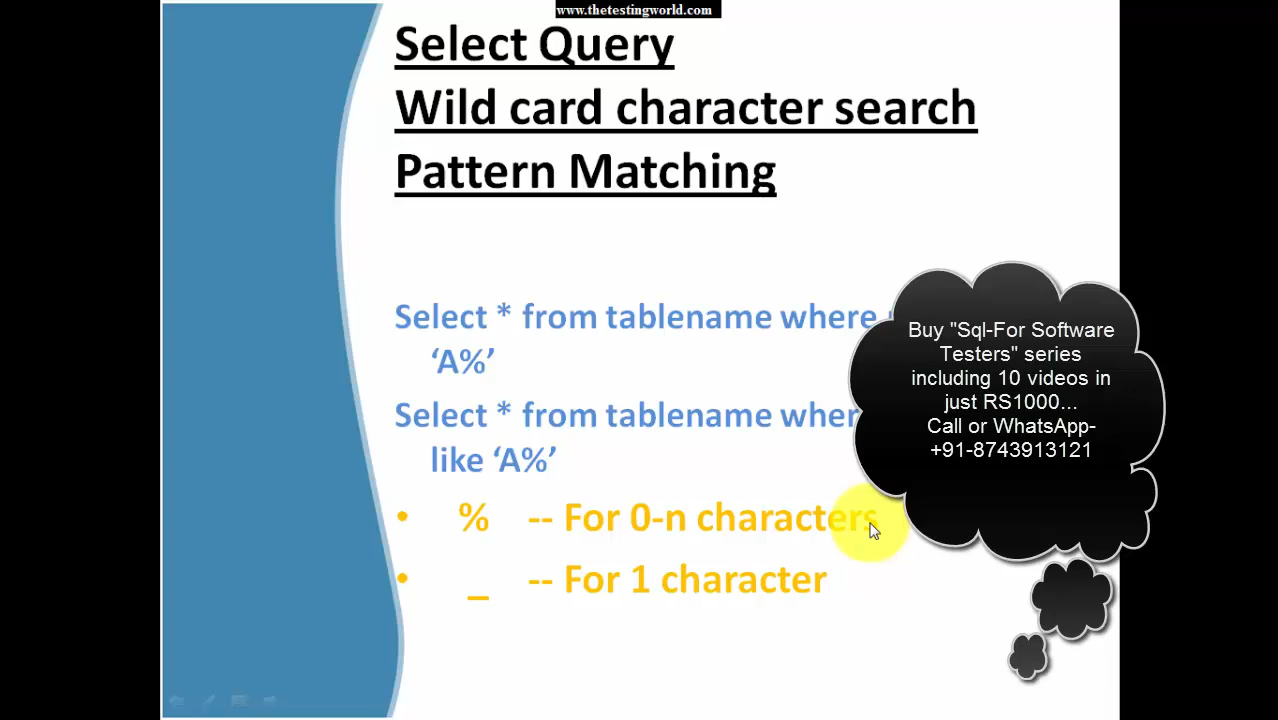 www.thetestingworld.com
Select Query
Wild card character search
Pattern Matching
Select * from tablename where
‘A%’
Select * from tablename wher
like ‘A%’
• % -- For 0-n characters
• _ -- For 1 character
Buy "Sql-For Software
Testers" series
including 10 videos in
just RS1000...
Call or WhatsApp-
+91-8743913121